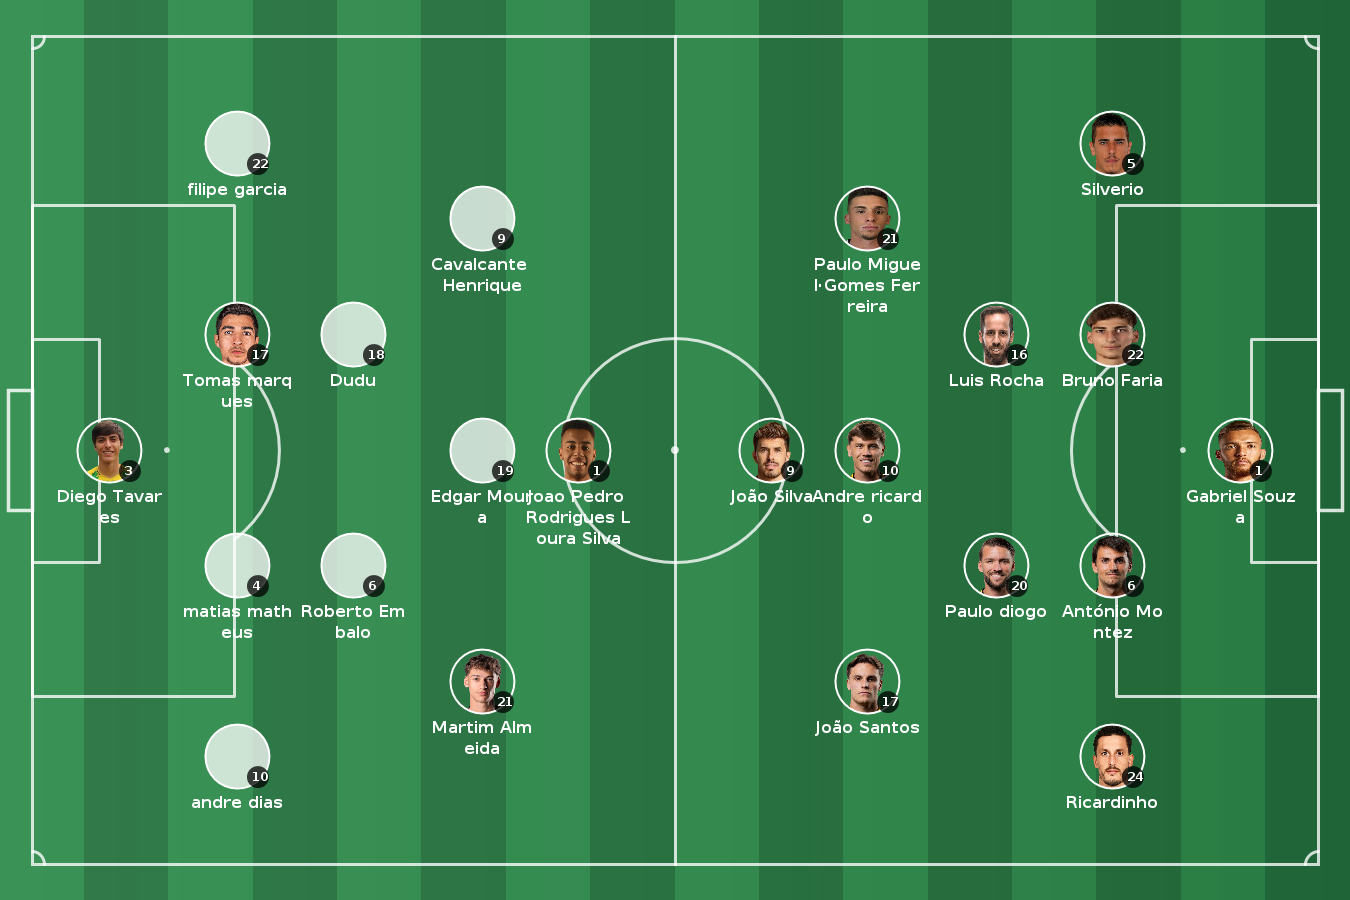 22
filipe garcia
5
Silverio
9
Cavalcante
Henrique
21
Paulo Migue
l·Gomes Fer
reira
17
Tomas marq
ues
18
Dudu
16
Luis Rocha
22
Bruno Faria
3
Diego Tavar
es
19
Edgar Mour
a
1
Joao Pedro
Rodrigues L
oura Silva
9
João Silva
10
Andre ricard
o
1
Gabriel Souz
a
4
matias math
eus
6
Roberto Em
balo
20
Paulo diogo
6
António Mo
ntez
21
Martim Alm
eida
17
João Santos
10
andre dias
24
Ricardinho